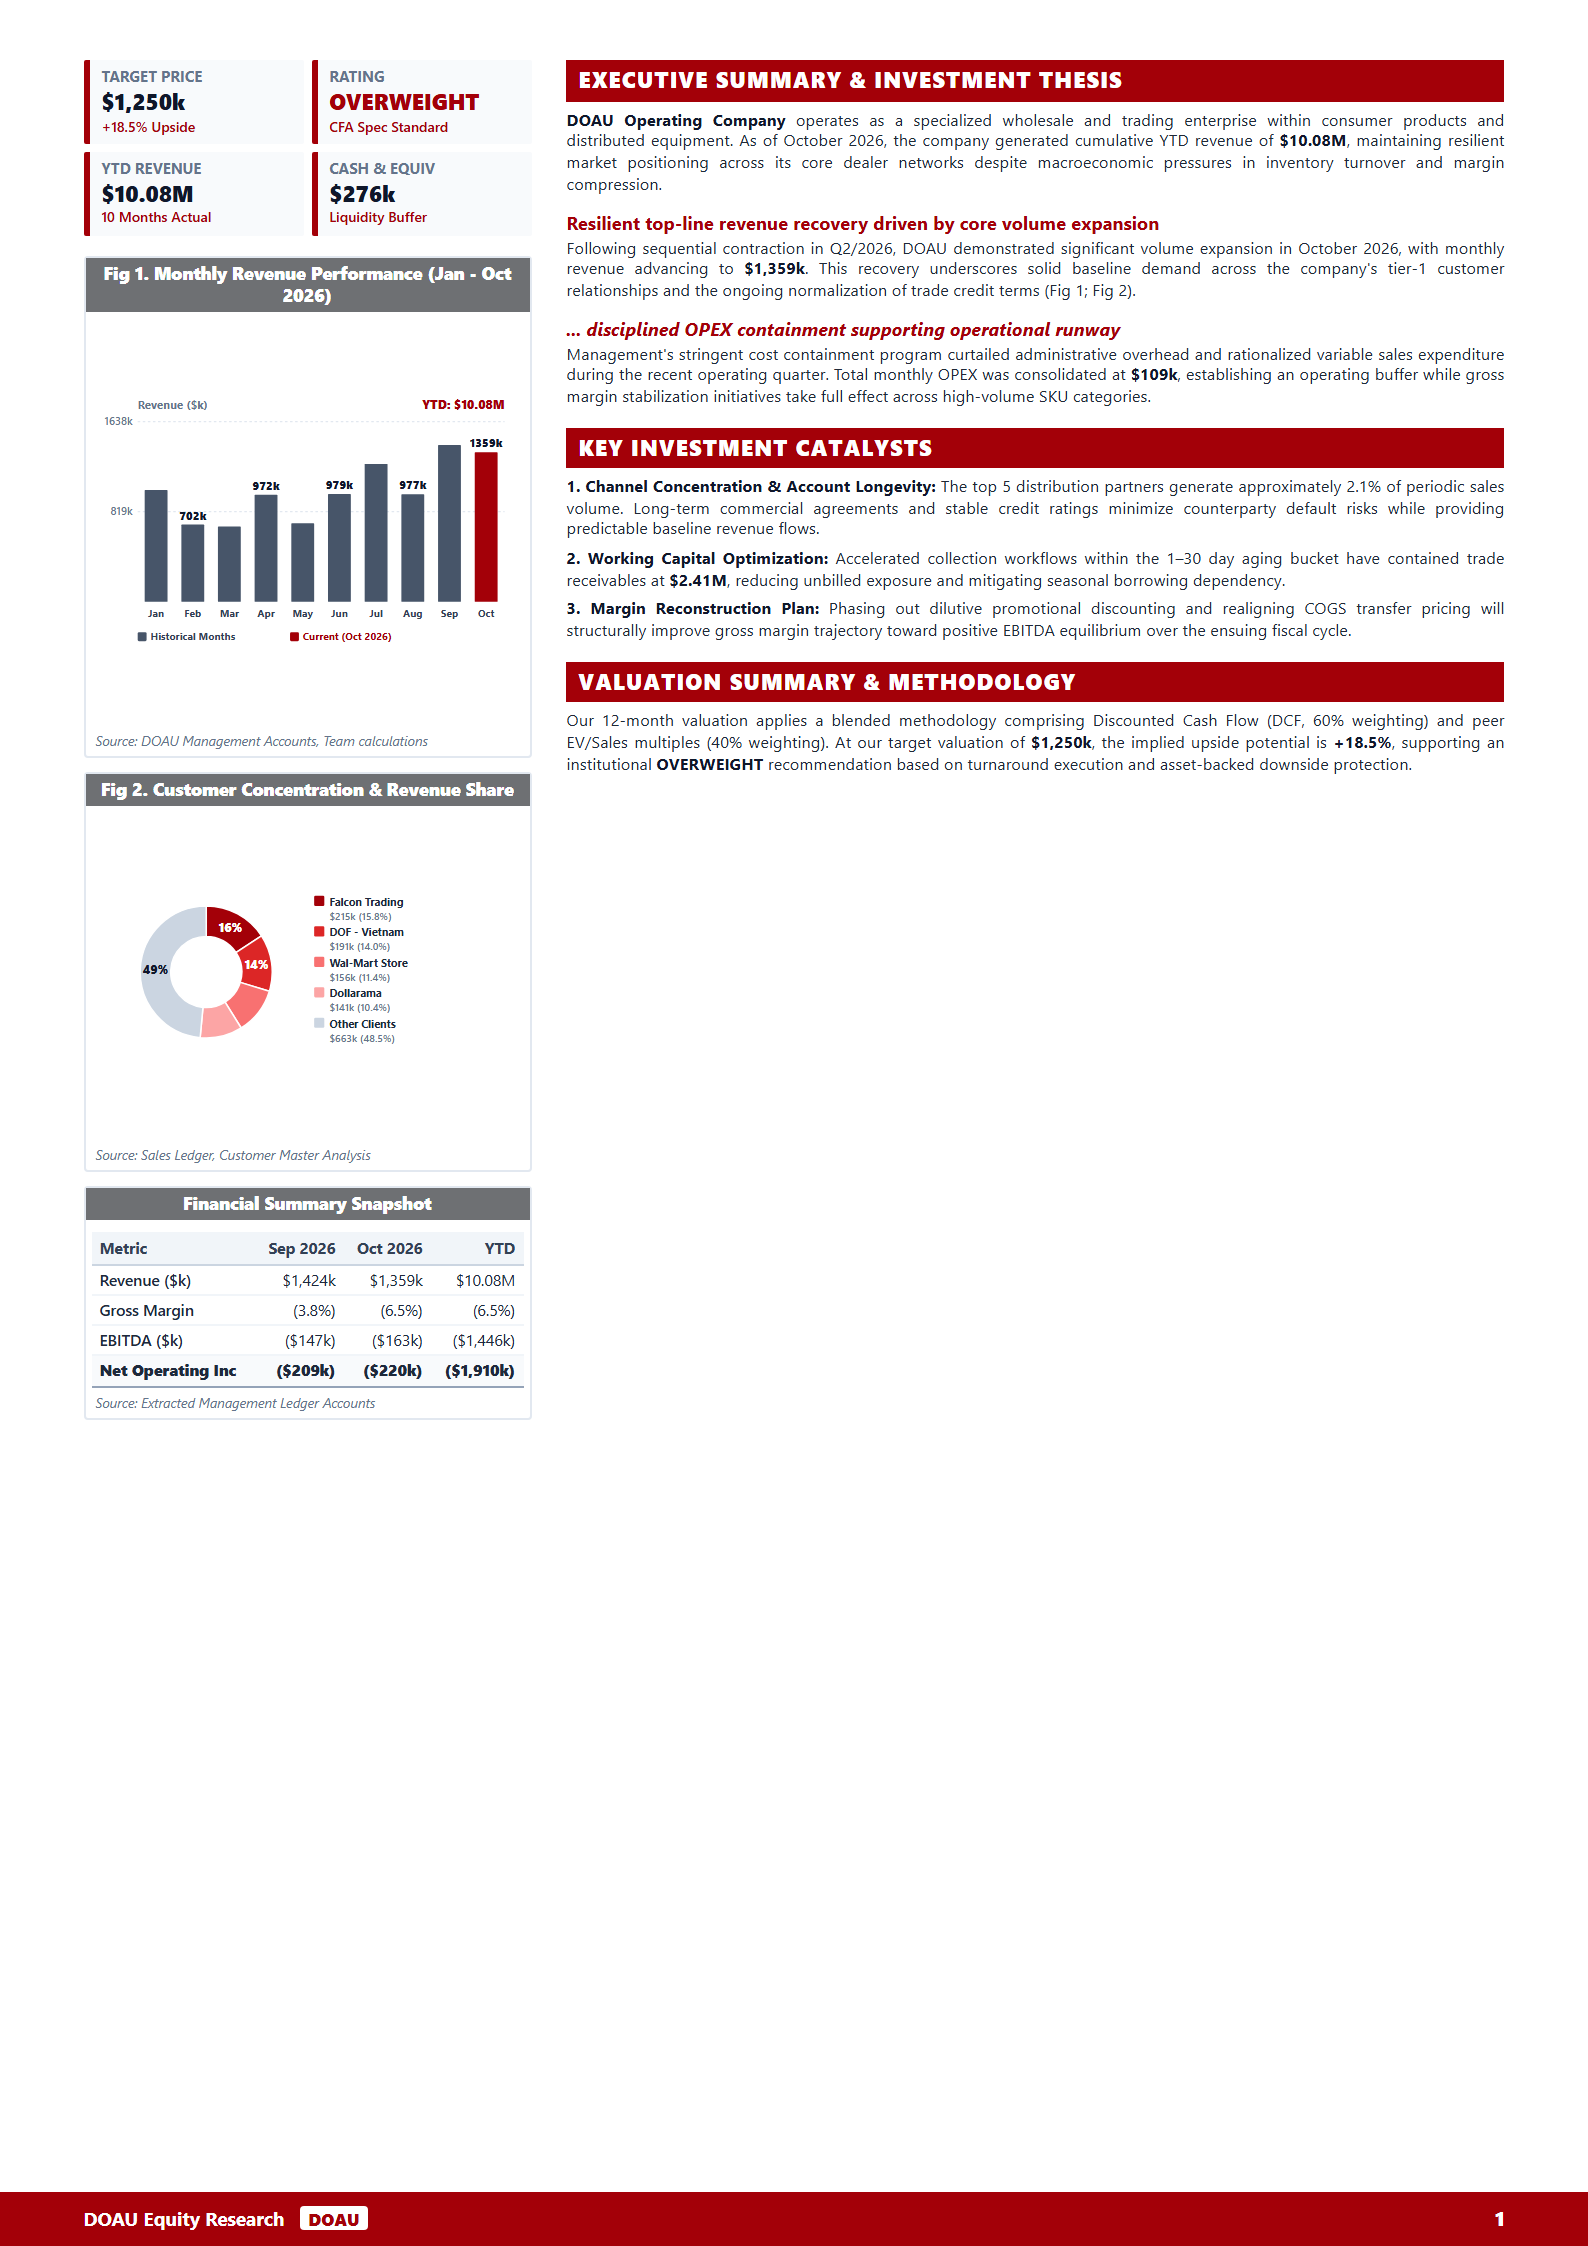 TARGET PRICE
$1,250k
+18.5% Upside
RATING
OVERWEIGHT
CFA Spec Standard
YTD REVENUE
$10.08M
10 Months Actual
CASH & EQUIV
$276k
Liquidity Buffer
Fig 1. Monthly Revenue Performance (Jan - Oct
2026)
Revenue ($k)
YTD: $10.08M
1638k
819k
702k
972k
979k
977k
1359k
Jan Feb Mar Apr May Jun Jul Aug Sep Oct
Historical Months
Current (Oct 2026)
Source: DOAU Management Accounts, Team calculations
Fig 2. Customer Concentration & Revenue Share
16%
14%
49%
Falcon Trading
$215k (15.8%)
DOF - Vietnam
$191k (14.0%)
Wal-Mart Store
$156k (11.4%)
Dollarama
$141k (10.4%)
Other Clients
$663k (48.5%)
Source: Sales Ledger, Customer Master Analysis
Financial Summary Snapshot
Metric Sep 2026 Oct 2026 YTD
Revenue ($k) $1,424k $1,359k $10.08M
Gross Margin (3.8%) (6.5%) (6.5%)
EBITDA ($k) ($147k) ($163k) ($1,446k)
Net Operating Inc ($209k) ($220k) ($1,910k)
Source: Extracted Management Ledger Accounts
EXECUTIVE SUMMARY & INVESTMENT THESIS
DOAU Operating Company operates as a specialized wholesale and trading enterprise within consumer products and
distributed equipment. As of October 2026, the company generated cumulative YTD revenue of $10.08M, maintaining resilient
market positioning across its core dealer networks despite macroeconomic pressures in inventory turnover and margin
compression.
Resilient top-line revenue recovery driven by core volume expansion
Following sequential contraction in Q2/2026, DOAU demonstrated significant volume expansion in October 2026, with monthly
revenue advancing to $1,359k. This recovery underscores solid baseline demand across the company's tier-1 customer
relationships and the ongoing normalization of trade credit terms (Fig 1; Fig 2).
... disciplined OPEX containment supporting operational runway
Management's stringent cost containment program curtailed administrative overhead and rationalized variable sales expenditure
during the recent operating quarter. Total monthly OPEX was consolidated at $109k, establishing an operating buffer while gross
margin stabilization initiatives take full effect across high-volume SKU categories.
KEY INVESTMENT CATALYSTS
1. Channel Concentration & Account Longevity: The top 5 distribution partners generate approximately 2.1% of periodic sales
volume. Long-term commercial agreements and stable credit ratings minimize counterparty default risks while providing
predictable baseline revenue flows.
2. Working Capital Optimization: Accelerated collection workflows within the 1–30 day aging bucket have contained trade
receivables at $2.41M, reducing unbilled exposure and mitigating seasonal borrowing dependency.
3. Margin Reconstruction Plan: Phasing out dilutive promotional discounting and realigning COGS transfer pricing will
structurally improve gross margin trajectory toward positive EBITDA equilibrium over the ensuing fiscal cycle.
VALUATION SUMMARY & METHODOLOGY
Our 12-month valuation applies a blended methodology comprising Discounted Cash Flow (DCF, 60% weighting) and peer
EV/Sales multiples (40% weighting). At our target valuation of $1,250k, the implied upside potential is +18.5%, supporting an
institutional OVERWEIGHT recommendation based on turnaround execution and asset-backed downside protection.
DOAU Equity Research DOAU
1